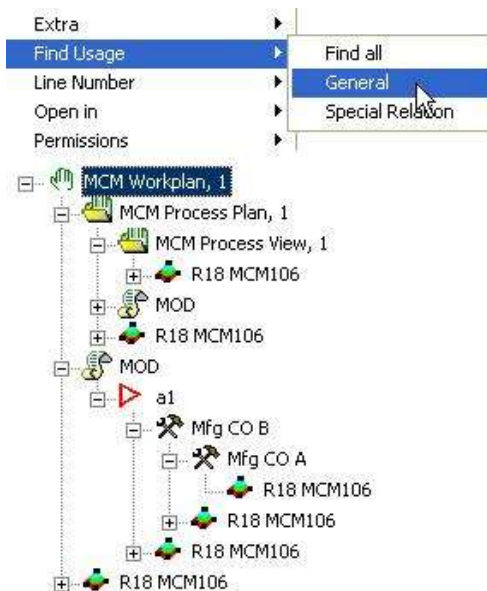 Extra
Find Usage
Find all
Line Number
General
Open in
Special Relation
Permissions
MCM Workplan, 1
MCM Process Plan, 1
MCM Process View, 1
R18 MCM106
MOD
R18 MCM106
MOD
a1
Mfg CO B
Mfg CO A
R18 MCM106
R18 MCM106
R18 MCM106
R18 MCM106